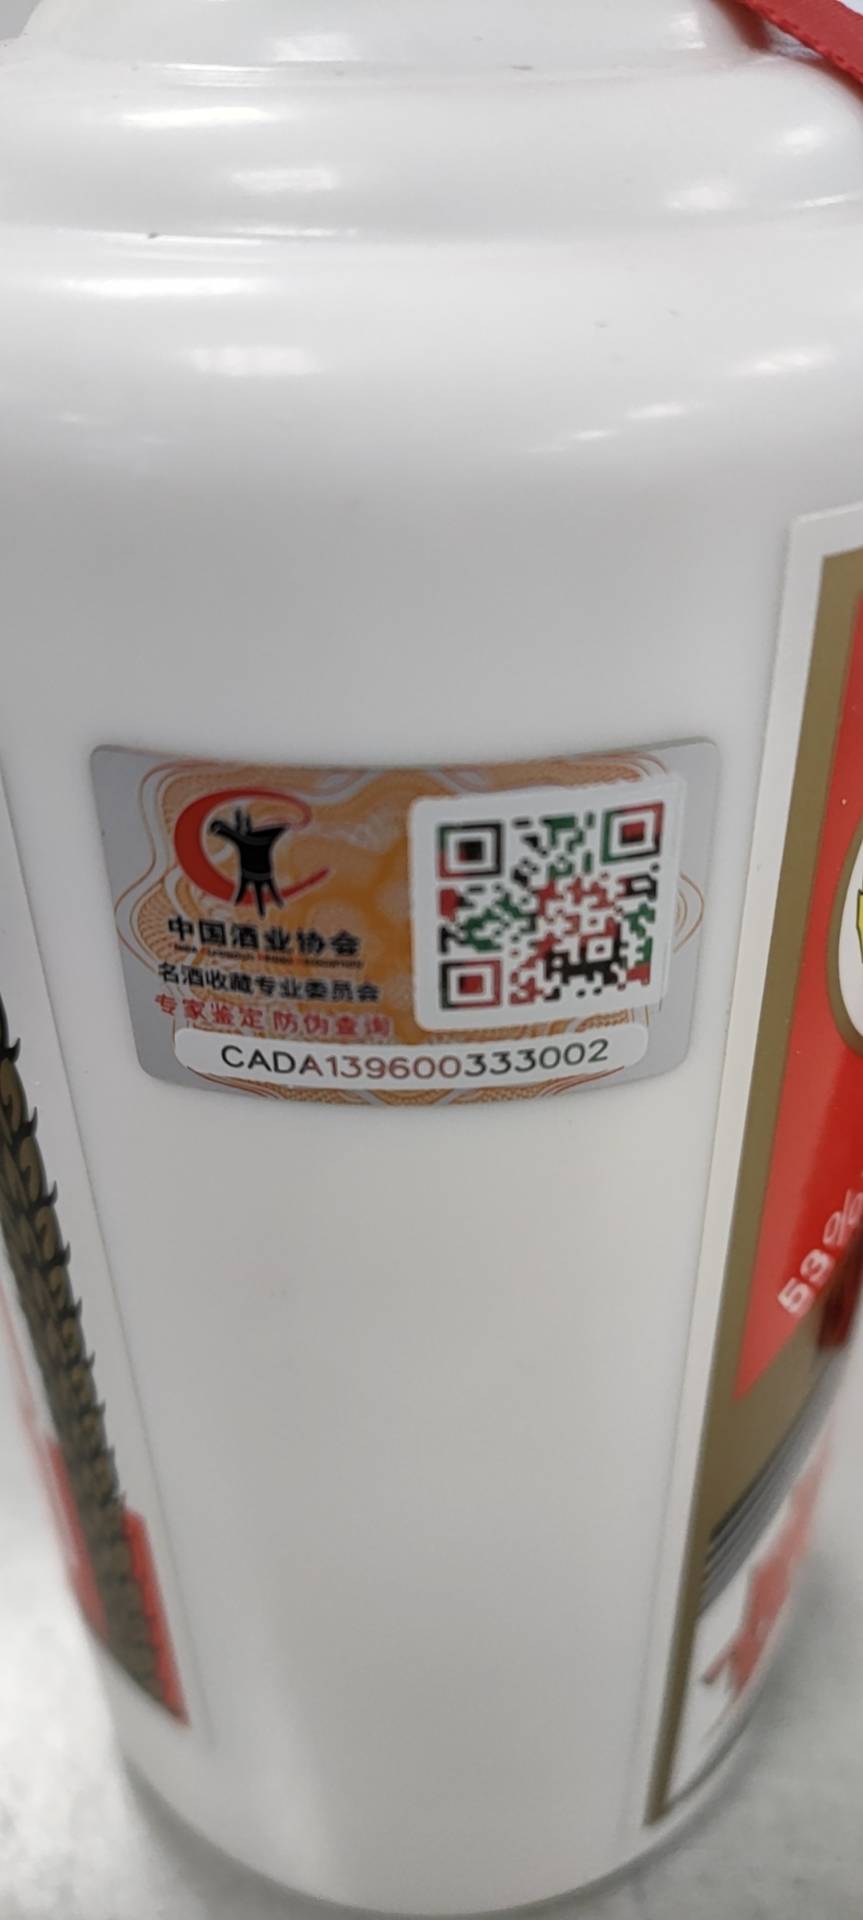 中国酒业协会
名酒收藏专业委员会
专家鉴定 防伪查询
CADA139600333002
53%